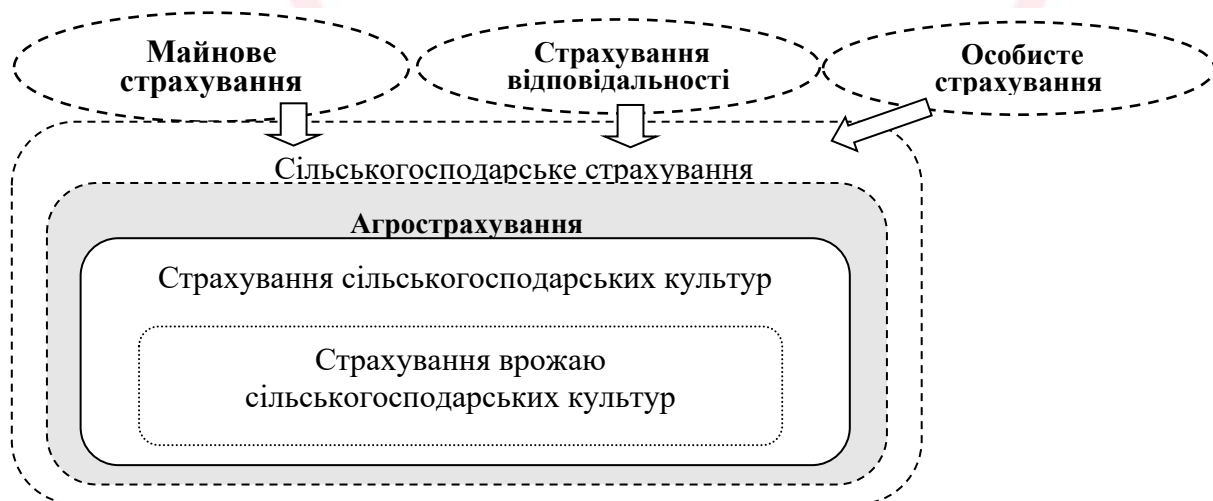 Майнове
страхування
Страхування
відповідальності
Особисте
страхування
Сільськогосподарське страхування
Агрострахування
Страхування сільськогосподарських культур
Страхування врожаю
сільськогосподарських культур